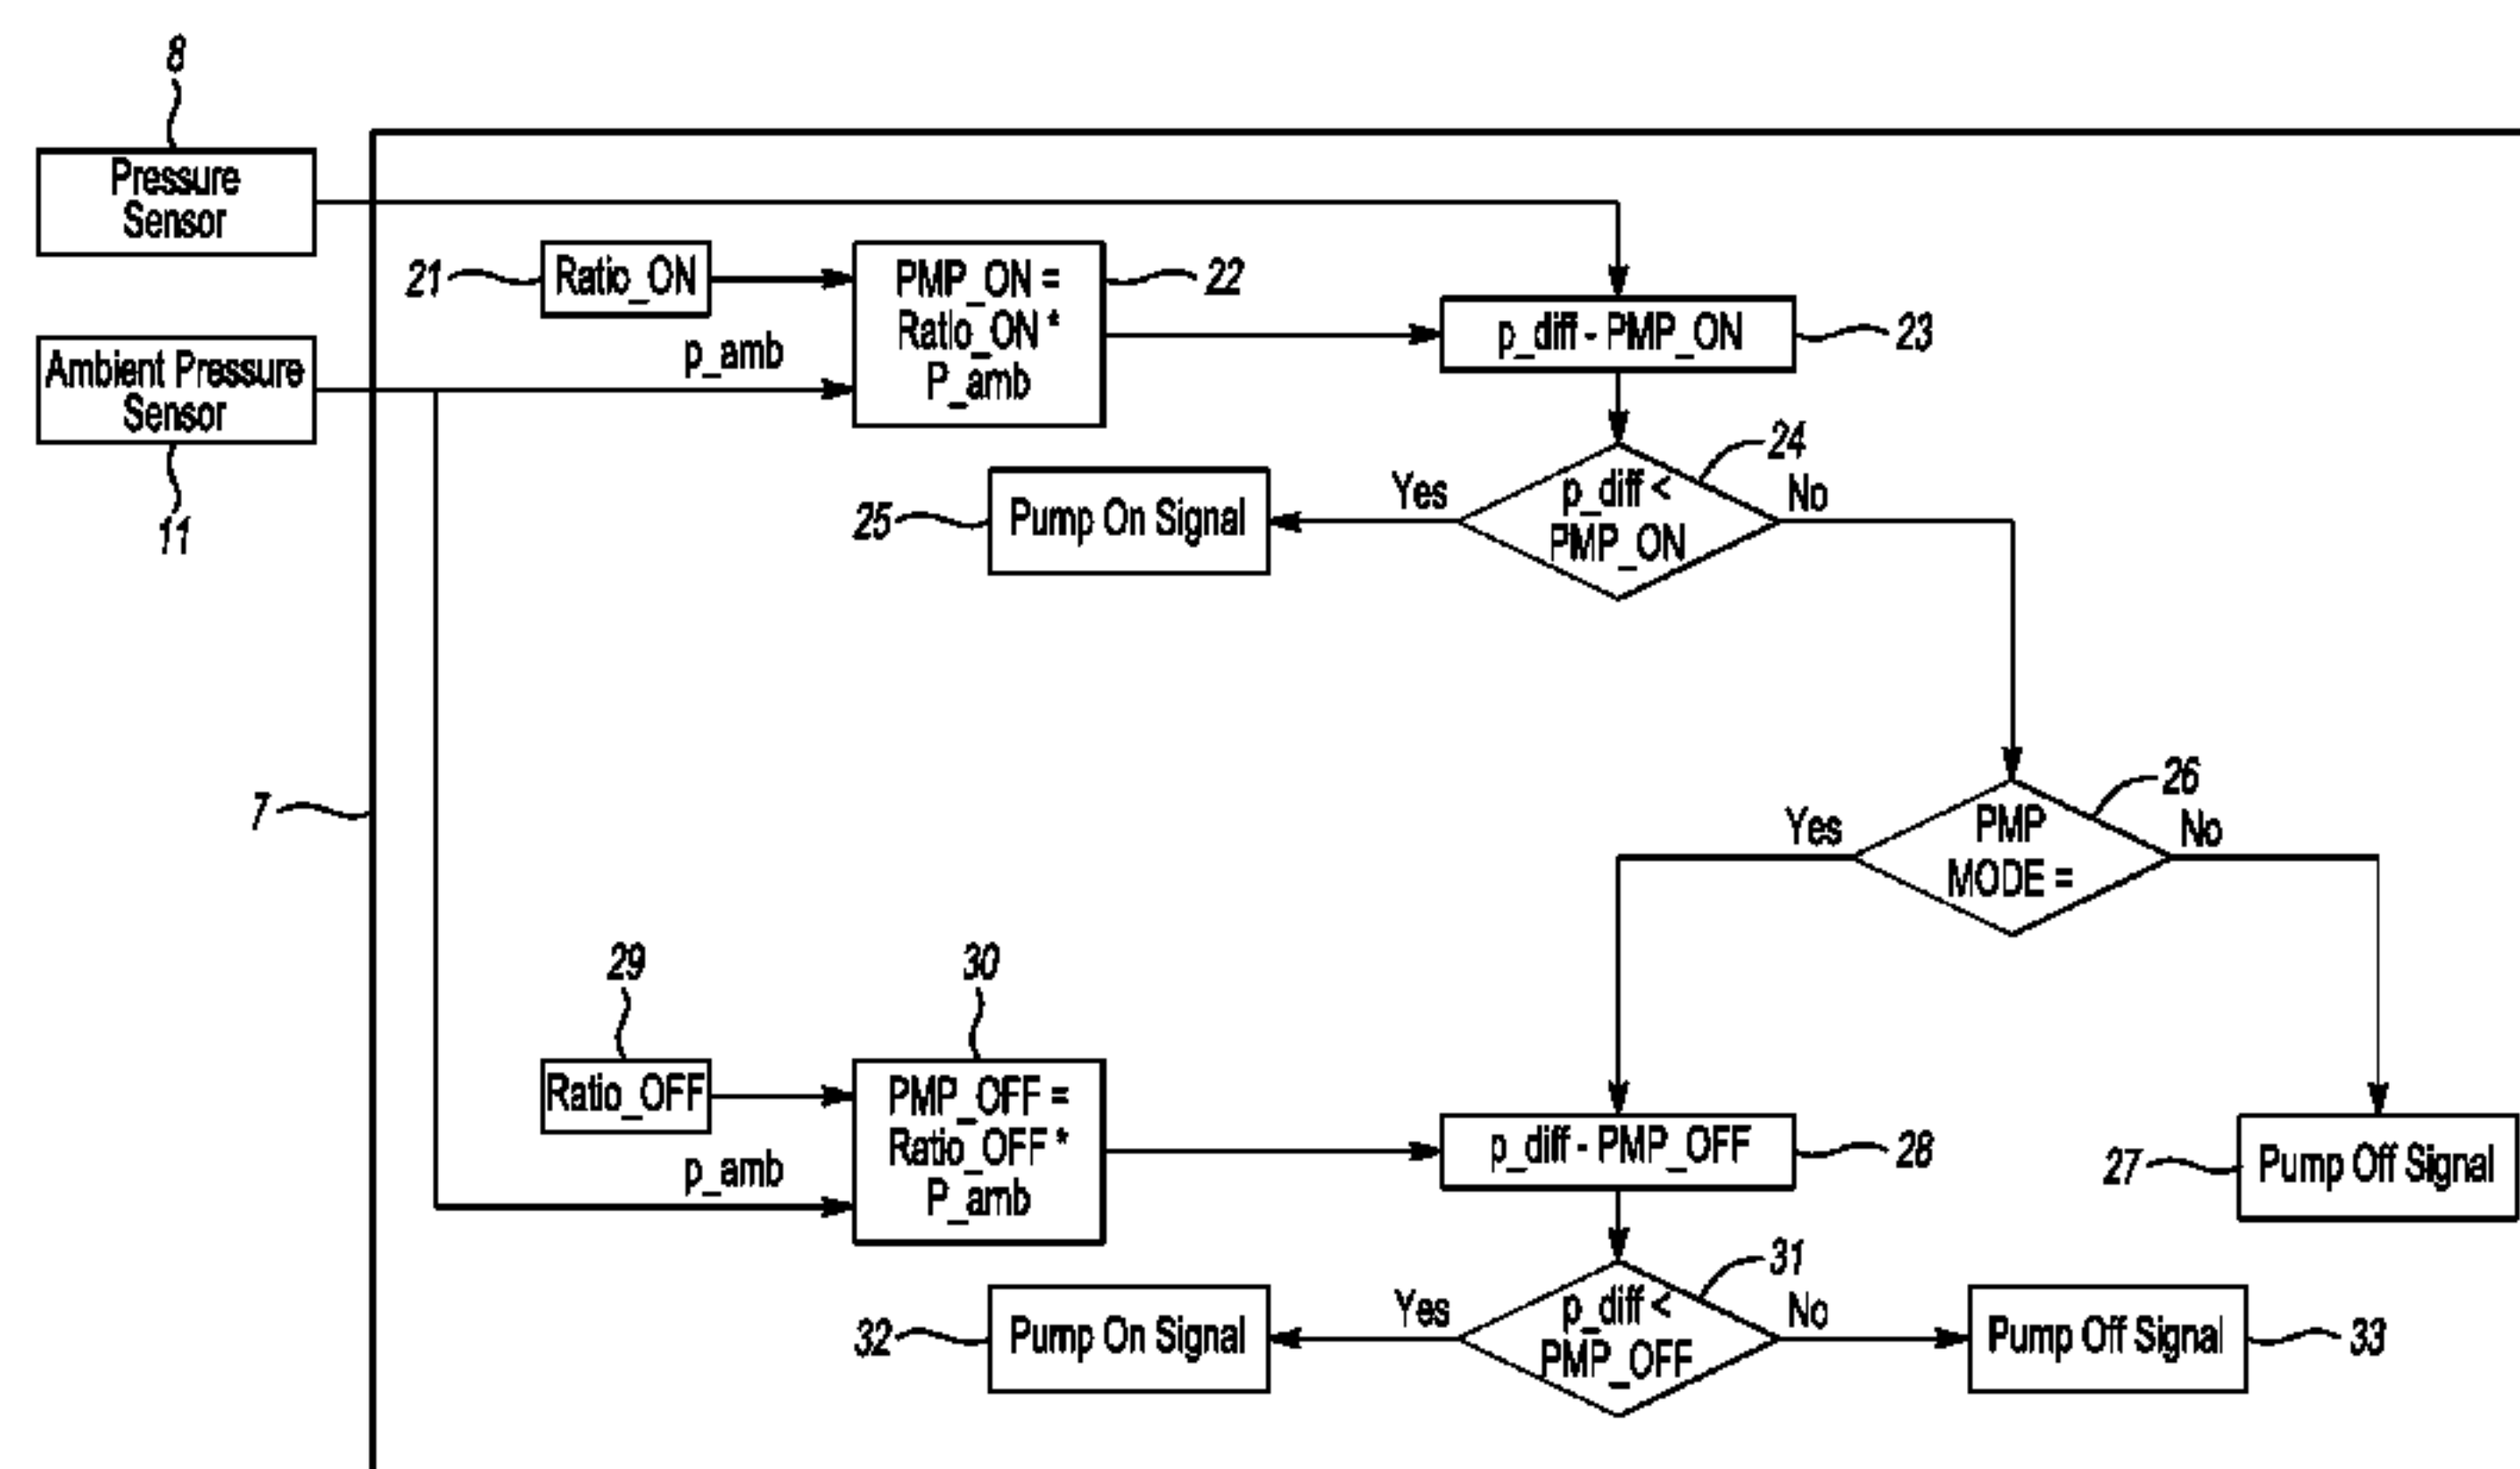 8
Pressure
Sensor
21
Ratio_ON
PMP_ON =
Ratio_ON *
P_amb
22
p_amb
p_diff - PMP_ON
23
Ambient Pressure
Sensor
11
24
Yes
p_diff <
PMP_ON
No
25
Pump On Signal
7
26
Yes
PMP
MODE =
No
29
30
Ratio_OFF
PMP_OFF =
Ratio_OFF *
P_amb
p_amb
p_diff - PMP_OFF
28
27
Pump Off Signal
31
Yes
p_diff <
PMP_OFF
No
32
Pump On Signal
Pump Off Signal
33